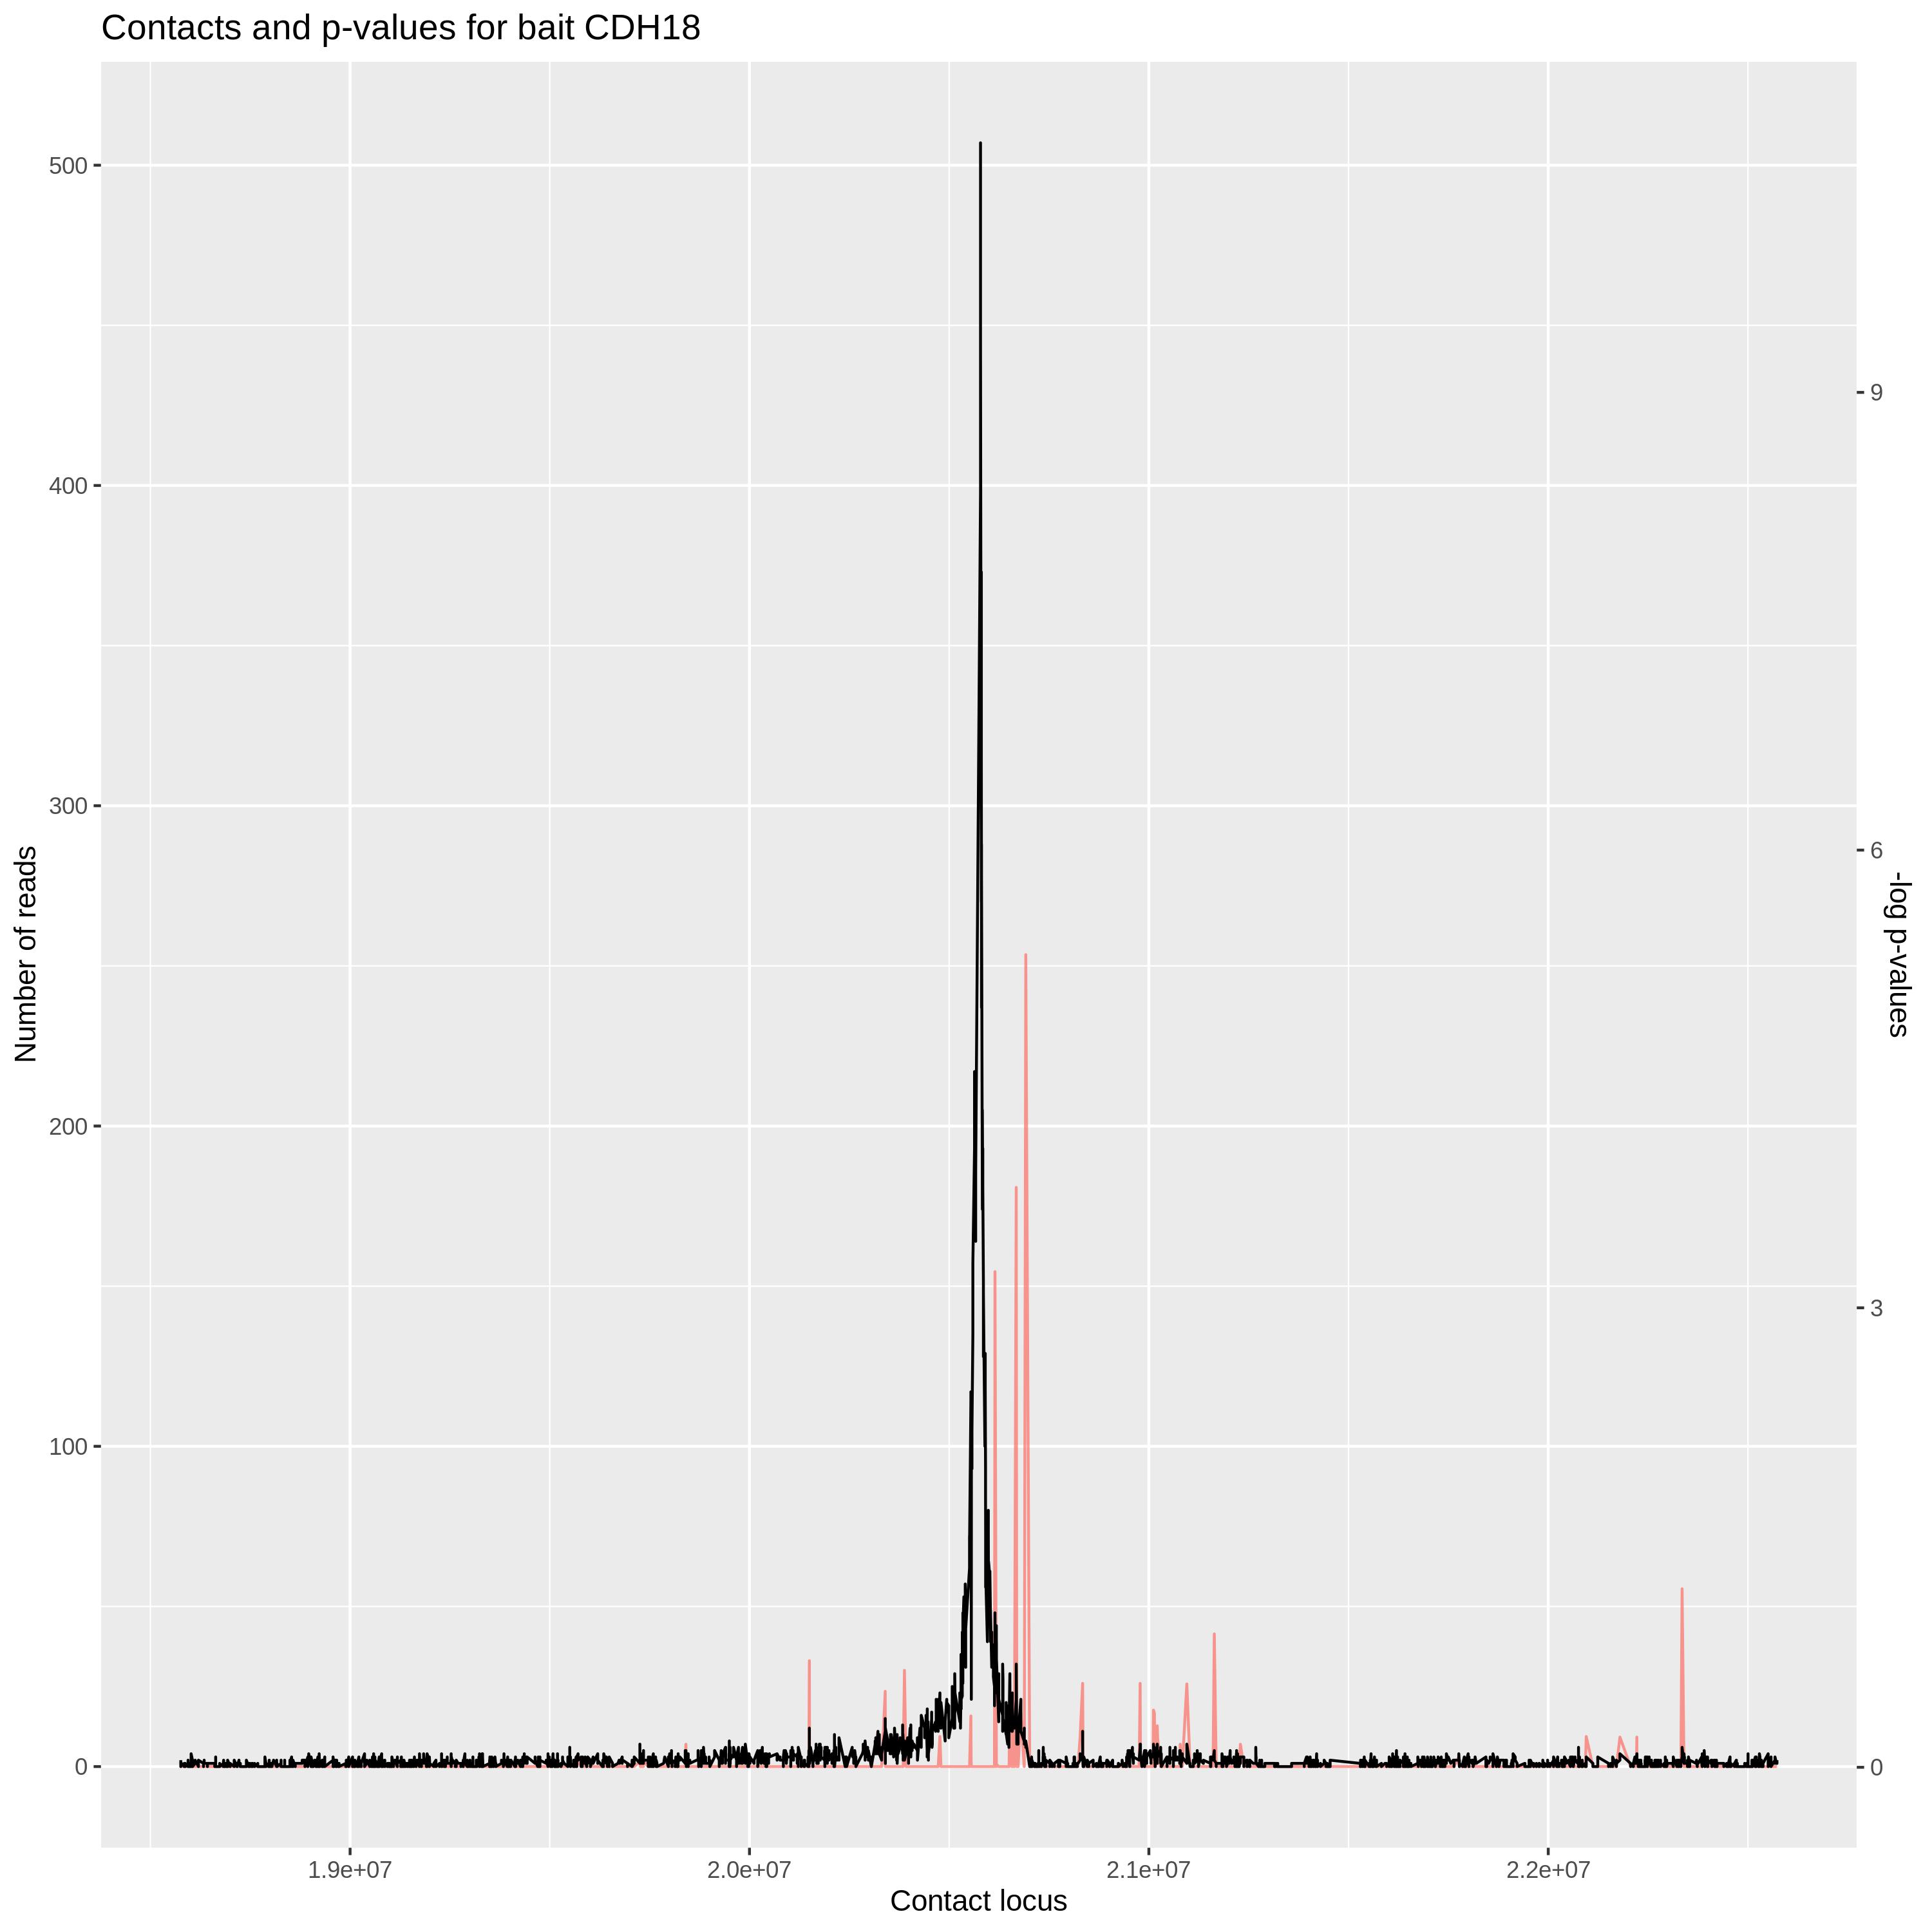 Contacts and p-values for bait CDH18
500
400
300
200
100
0
Number of reads
9
6
3
0
-log p-values
1.9e+07
2.0e+07
2.1e+07
2.2e+07
Contact locus